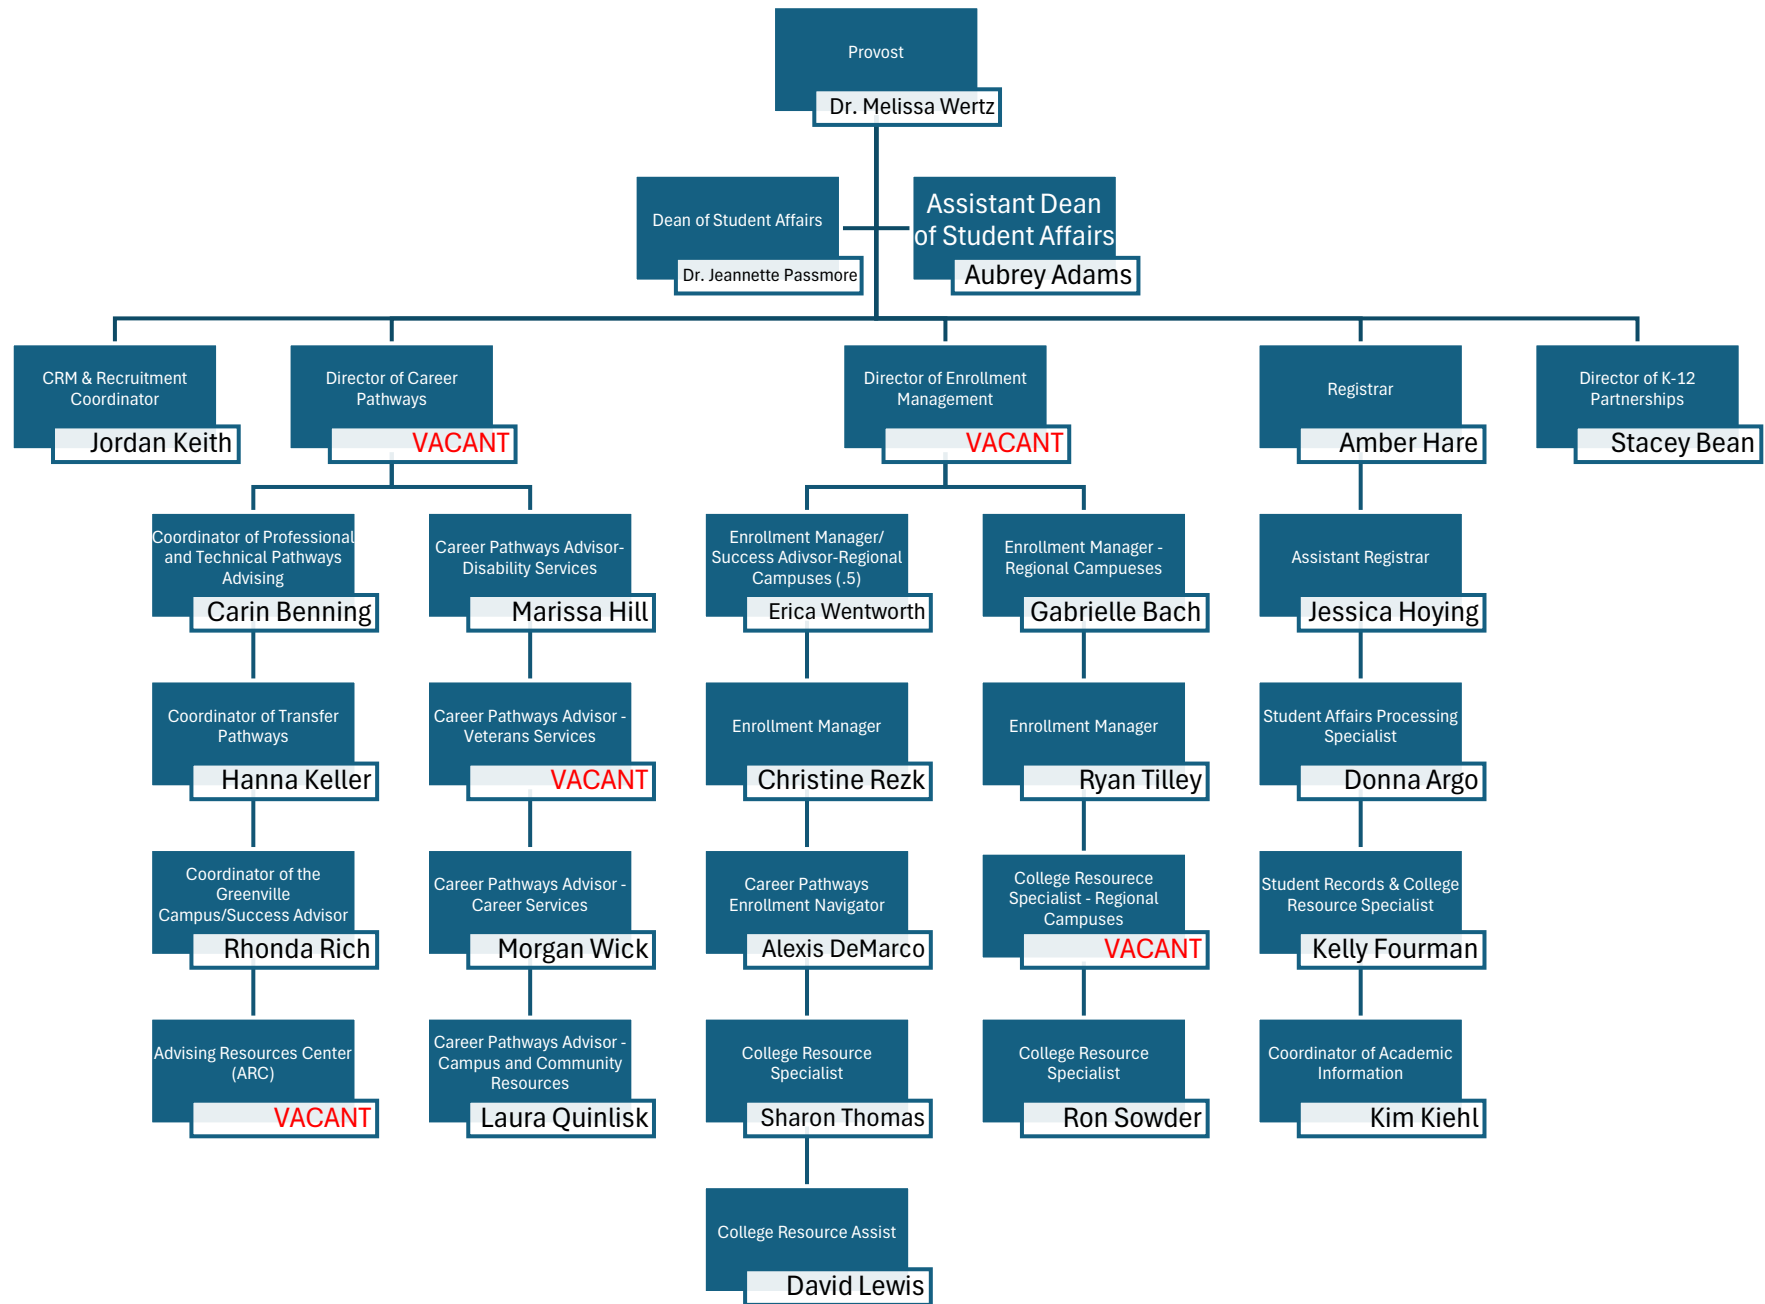 Provost
Dr. Melissa Wertz
Dean of Student Affairs
Dr. Jeannette Passmore
Assistant Dean
of Student Affairs
Aubrey Adams
CRM & Recruitment
Coordinator
Jordan Keith
Director of Career
Pathways
VACANT
Director of Enrollment
Management
VACANT
Registrar
Amber Hare
Director of K-12
Partnerships
Stacey Bean
Coordinator of Professional
and Technical Pathways
Advising
Carin Benning
Career Pathways Advisor-
Disability Services
Marissa Hill
Enrollment Manager/
Success Adivsor-Regional
Campuses (.5)
Erica Wentworth
Enrollment Manager -
Regional Campueses
Gabrielle Bach
Assistant Registrar
Jessica Hoying
Coordinator of Transfer
Pathways
Hanna Keller
Career Pathways Advisor -
Veterans Services
VACANT
Enrollment Manager
Christine Rezk
Enrollment Manager
Ryan Tilley
Student Affairs Processing
Specialist
Donna Argo
Coordinator of the
Greenville
Campus/Success Advisor
Rhonda Rich
Career Pathways Advisor -
Career Services
Morgan Wick
Career Pathways
Enrollment Navigator
Alexis DeMarco
College Resourece
Specialist - Regional
Campuses
VACANT
Student Records & College
Resource Specialist
Kelly Fourman
Advising Resources Center
(ARC)
VACANT
Career Pathways Advisor -
Campus and Community
Resources
Laura Quinlisk
College Resource
Specialist
Sharon Thomas
College Resource
Specialist
Ron Sowder
Coordinator of Academic
Information
Kim Kiehl
College Resource Assist
David Lewis